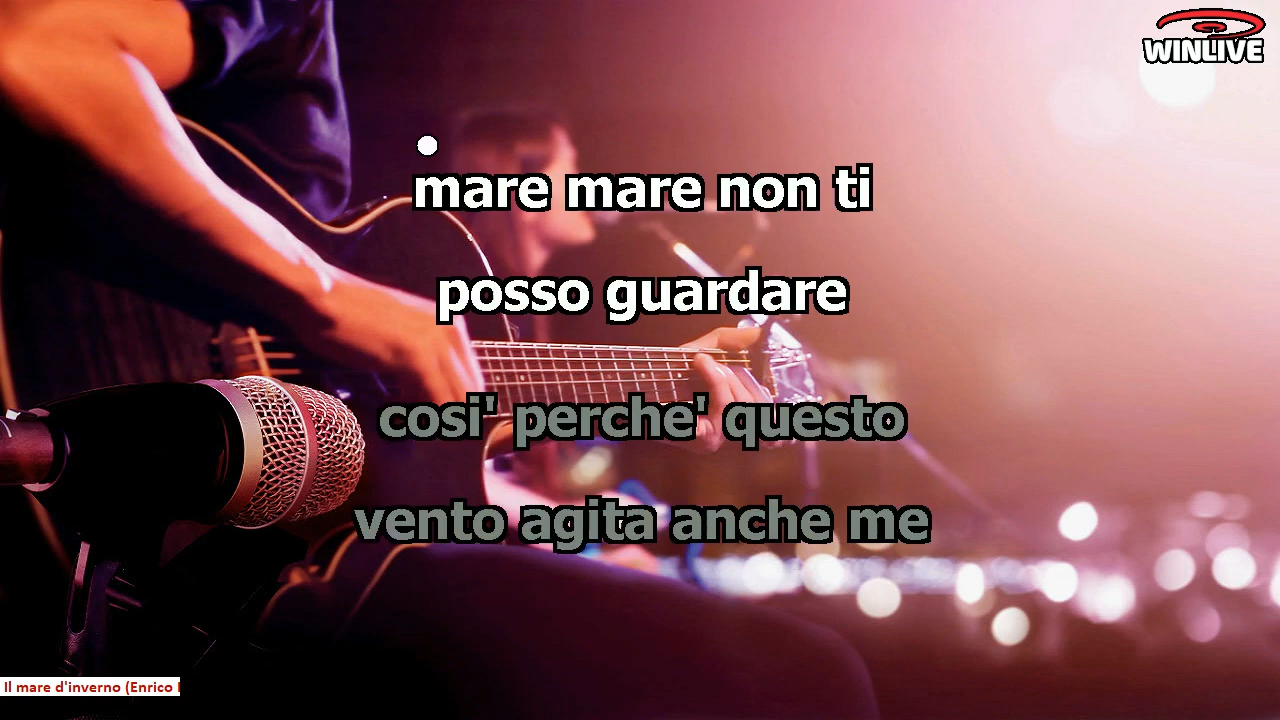 WINLIVE
mare mare non ti
posso guardare
cosi' perche' questo
vento agita anche me
Il mare d'inverno (Enrico